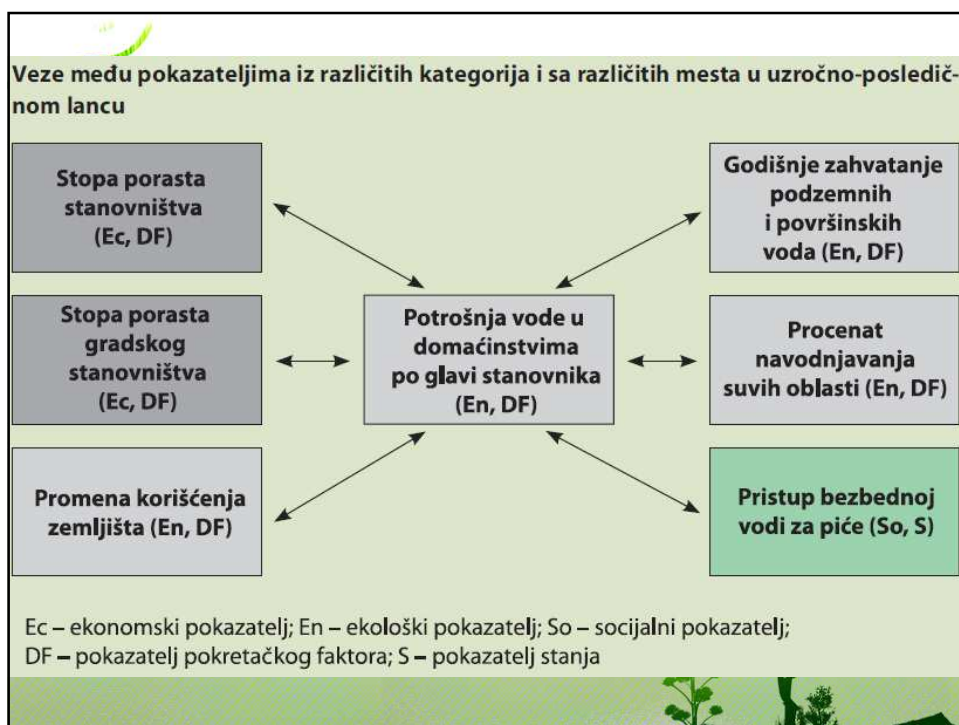 Veze među pokazateljima iz različitih kategorija i sa različitih mesta u uzročno-posledič-
nom lancu
Stopa porasta
stanovništva
(Ec, DF)
Godišnje zahvatanje
podzemnih
i površinskih
voda (En, DF)
Stopa porasta
gradskog
stanovništva
(Ec, DF)
Potrošnja vode u
domaćinstvima
po glavi stanovnika
(En, DF)
Procenat
navodnjavanja
suvih oblasti (En, DF)
Promena korišćenja
zemljišta (En, DF)
Pristup bezbednoj
vodi za piće (So, S)
Ec – ekonomski pokazatelj; En – ekološki pokazatelj; So – socijalni pokazatelj;
DF – pokazatelj pokretačkog faktora; S – pokazatelj stanja